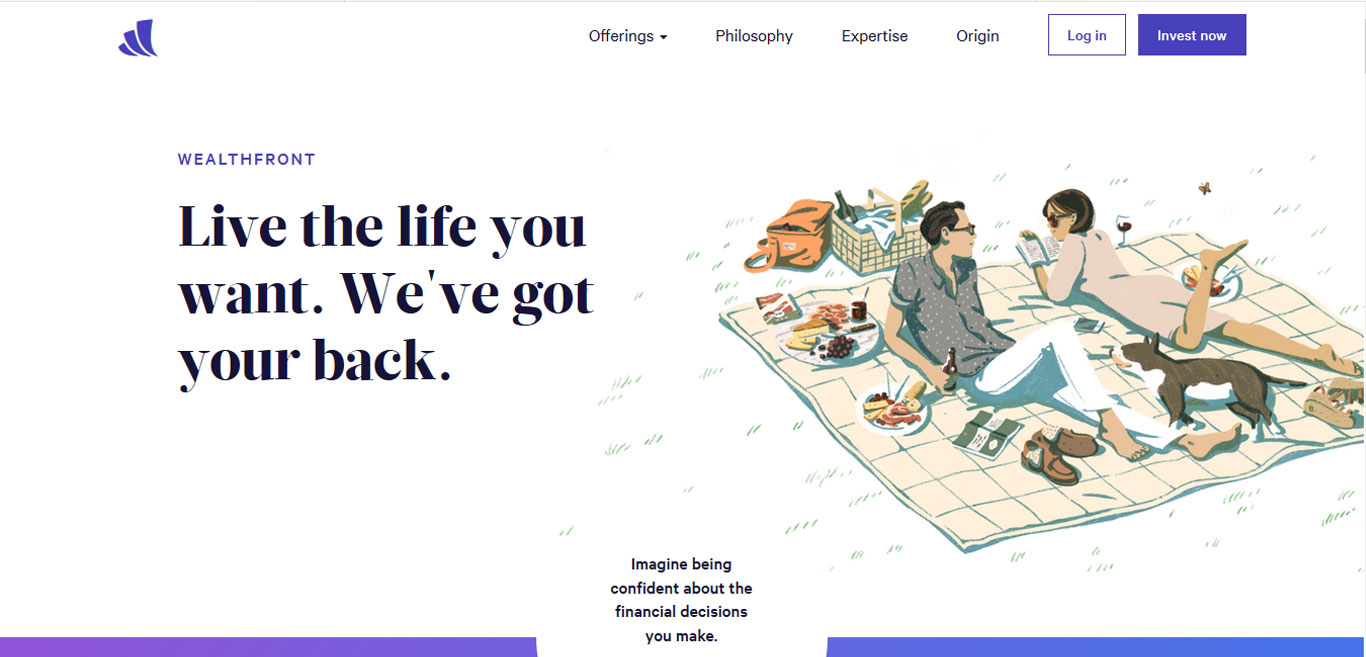 Offerings Philosophy Expertise Origin Log in Invest now
WEALTHFRONT
Live the life you
want. We've got
your back.
Imagine being
confident about the
financial decisions
you make.